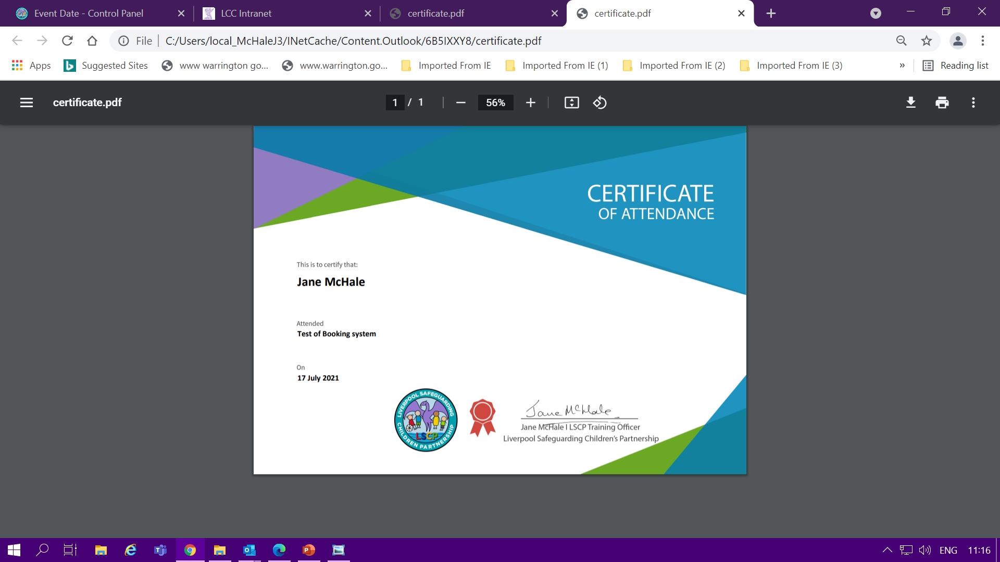 Event Date - Control Panel
LCC Intranet
certificate.pdf
certificate.pdf
File
C:/Users/local_McHaleJ3/INetCache/Content.Outlook/6B5IXXY8/certificate.pdf
Apps
Suggested Sites
www warrington go...
www.warrington.go...
Imported From IE
Imported From IE (1)
Imported From IE (2)
Imported From IE (3)
»
Reading list
certificate.pdf
1 / 1
56%
CERTIFICATE
OF ATTENDANCE
This is to certify that:
Jane McHale
Attended
Test of Booking system
On
17 July 2021
LIVERPOOL SAFEGUARDING
CHILDREN PARTNERSHIP
LSCP
Jane McHale
Jane McHale I LSCP Training Officer
Liverpool Safeguarding Children's Partnership
ENG
11:16